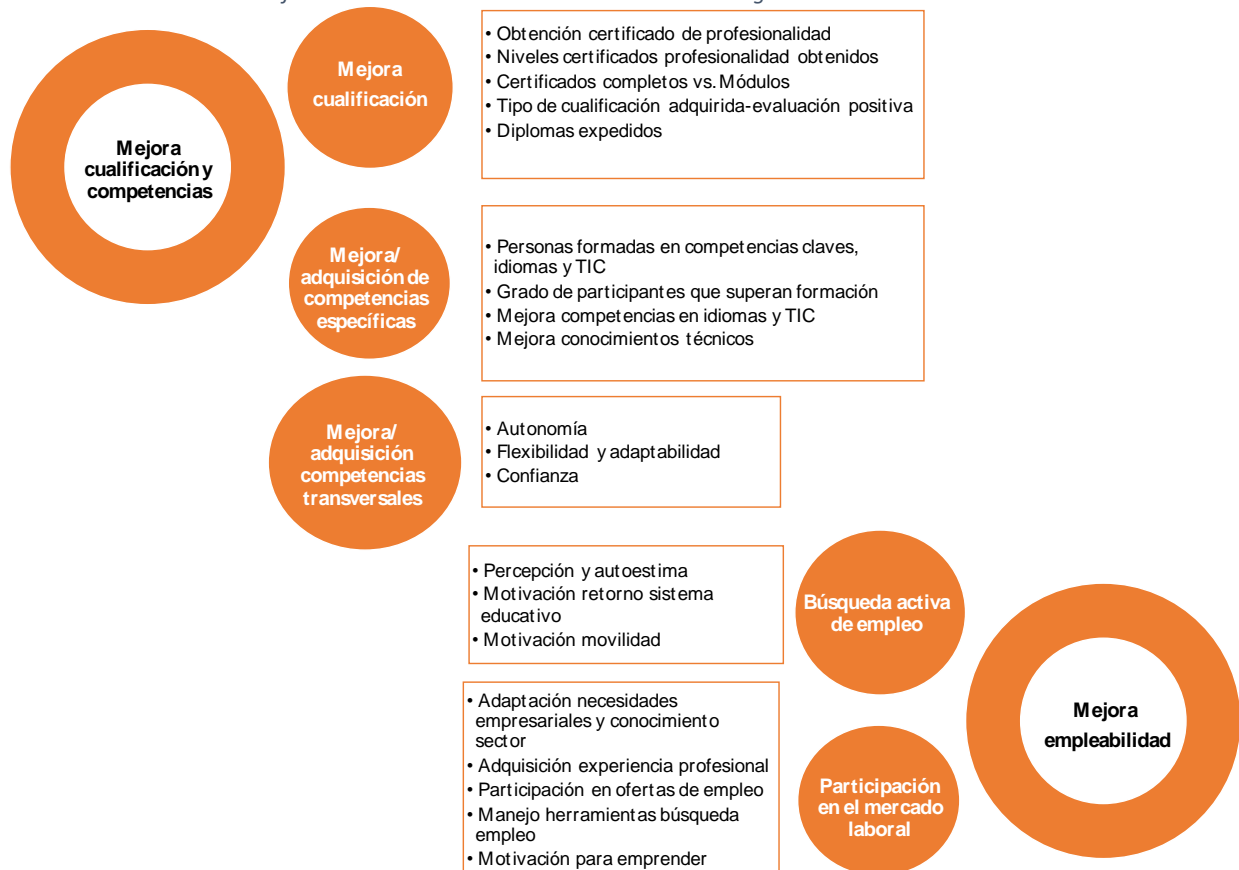 Mejora
cualificación y
competencias
Mejora
cualificación
• Obtención certificado de profesionalidad
• Niveles certificados profesionalidad obtenidos
• Certificados completos vs. Módulos
• Tipo de cualificación adquirida-evaluación positiva
• Diplomas expedidos
Mejora/
adquisición de
competencias
específicas
• Personas formadas en competencias claves,
idiomas y TIC
• Grado de participantes que superan formación
• Mejora competencias en idiomas y TIC
• Mejora conocimientos técnicos
Mejora/
adquisición
competencias
transversales
• Autonomía
• Flexibilidad y adaptabilidad
• Confianza
• Percepción y autoestima
• Motivación retorno sistema
educativo
• Motivación movilidad
Búsqueda activa
de empleo
• Adaptación necesidades
empresariales y conocimiento
sector
• Adquisición experiencia profesional
• Participación en ofertas de empleo
• Manejo herramientas búsqueda
empleo
• Motivación para emprender
Participación
en el mercado
laboral
Mejora
empleabilidad